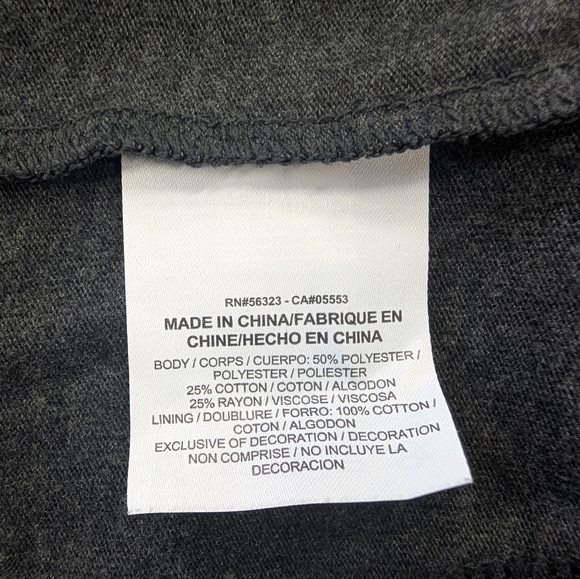 RN#56323 - CA#05553
MADE IN CHINA/FABRIQUE EN
CHINE/HECHO EN CHINA
BODY / CORPS / CUERPO: 50% POLYESTER /
POLYESTER / POLIESTER
25% COTTON / COTON / ALGODON
25% RAYON / VISCOSE / VISCOSA
LINING / DOUBLURE / FORRO: 100% COTTON /
COTON / ALGODON
EXCLUSIVE OF DECORATION / DECORATION
NON COMPRISE / NO INCLUYE LA
DECORACION